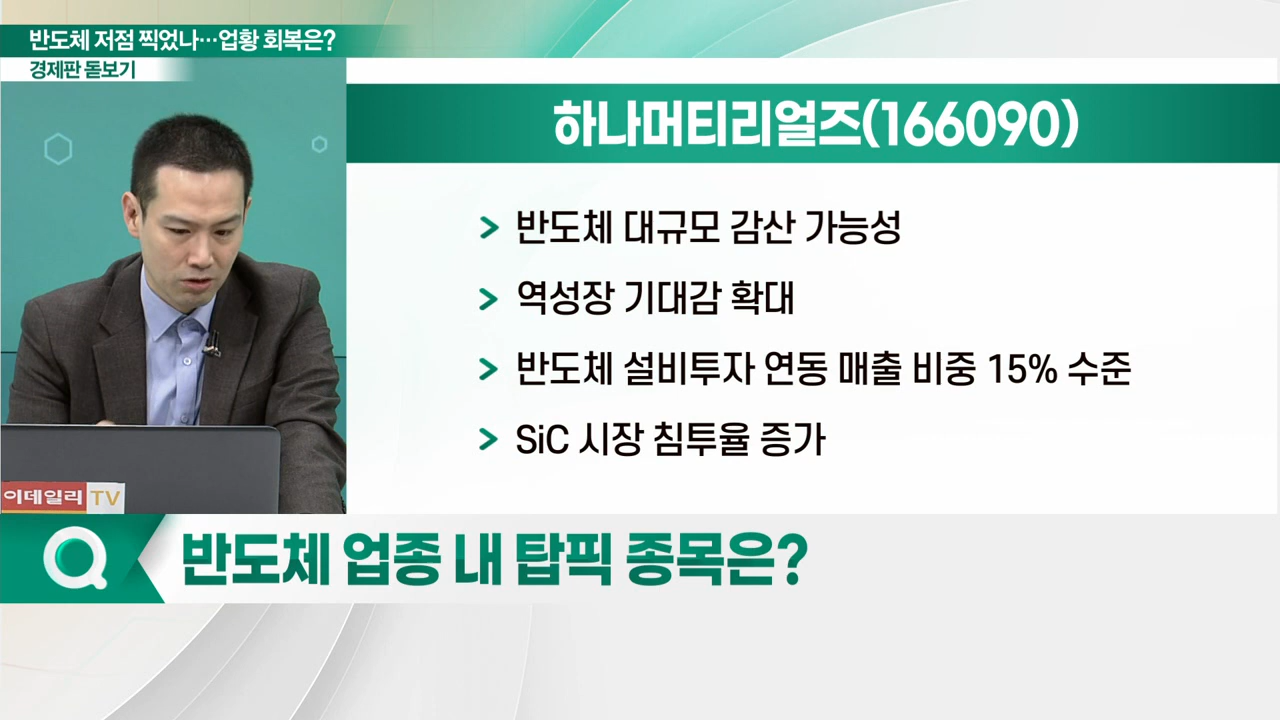 반도체 저점 찍었나…업황 회복은?
경제판 돋보기
하나머티리얼즈(166090)
> 반도체 대규모 감산 가능성
> 역성장 기대감 확대
> 반도체 설비투자 연동 매출 비중 15% 수준
> SiC 시장 침투율 증가
이데일리 TV
Q 반도체 업종 내 탑픽 종목은?